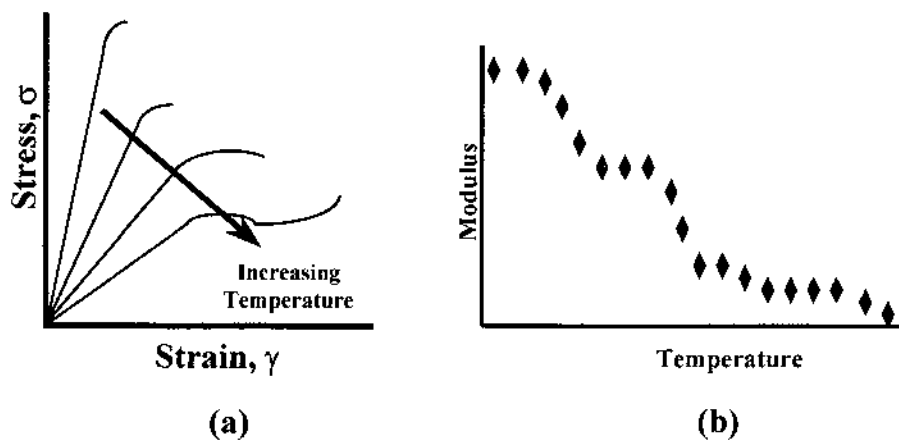 Stress, σ
Increasing
Temperature
Strain, γ
(a)
Modulus
Temperature
(b)